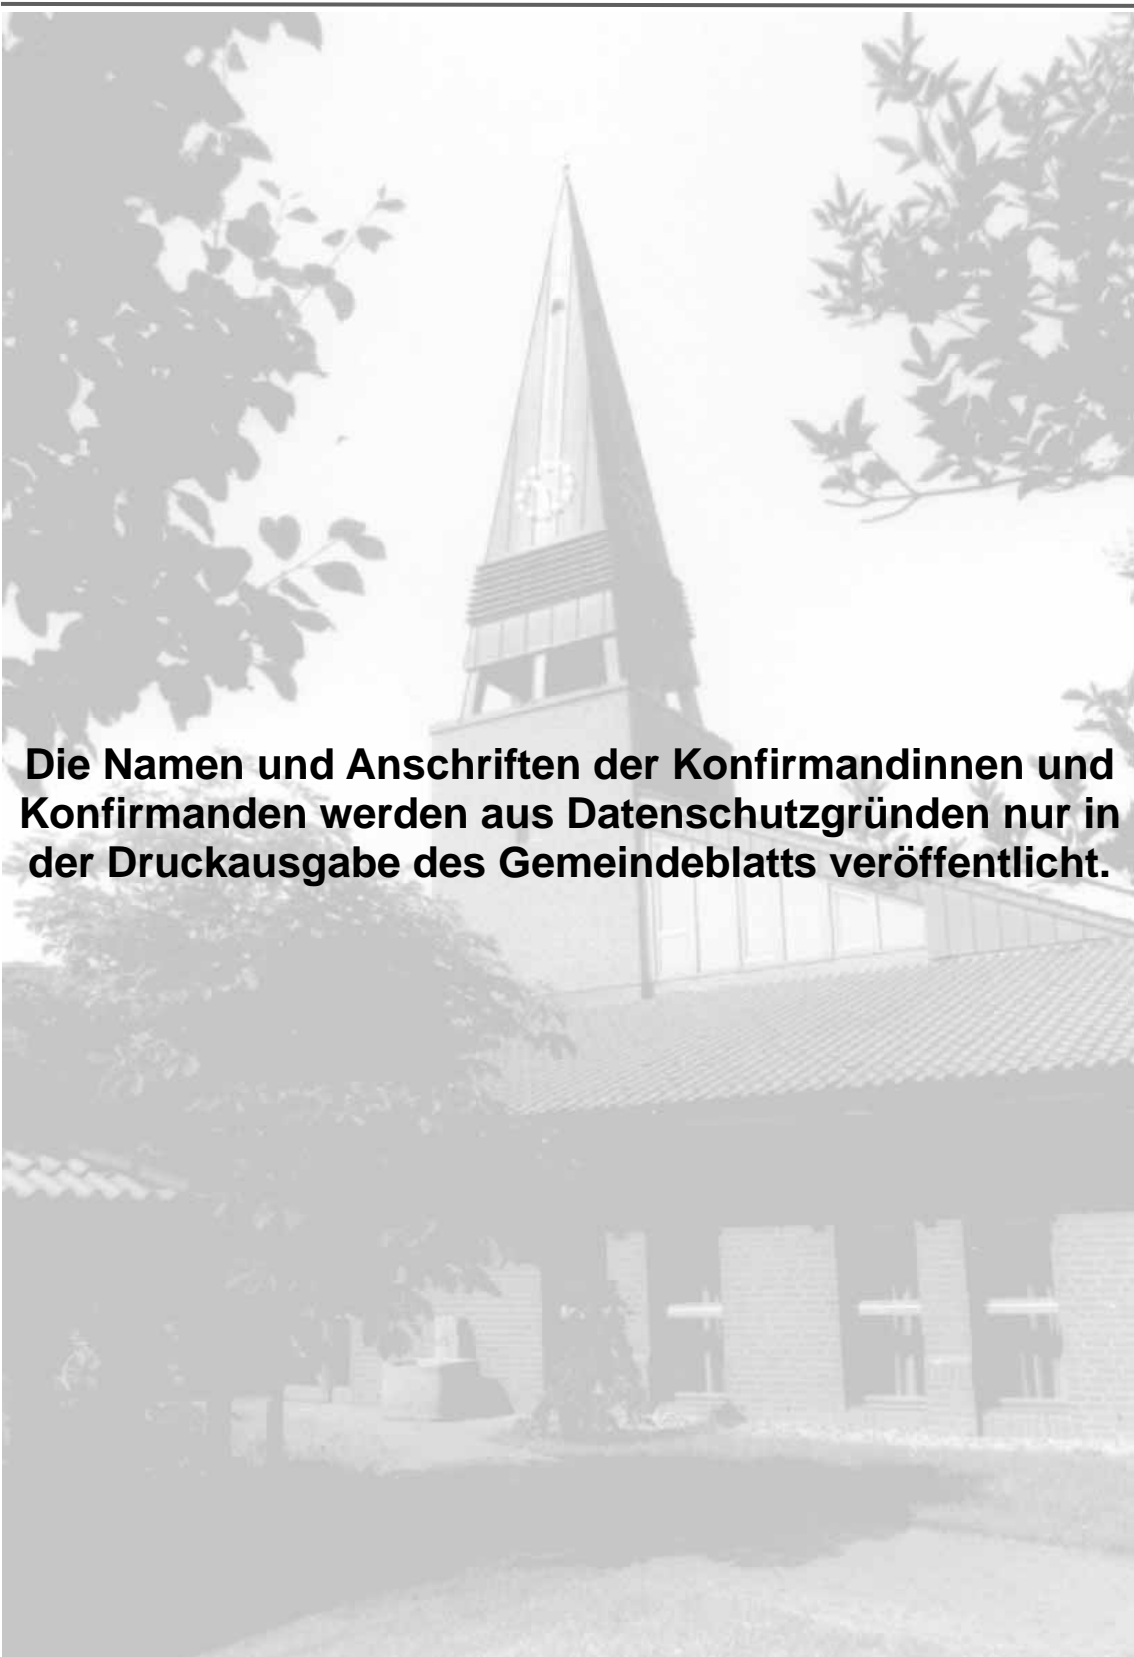 Die Namen und Anschriften der Konfirmandinnen und
Konfirmanden werden aus Datenschutzgründen nur in
der Druckausgabe des Gemeindeblatts veröffentlicht.